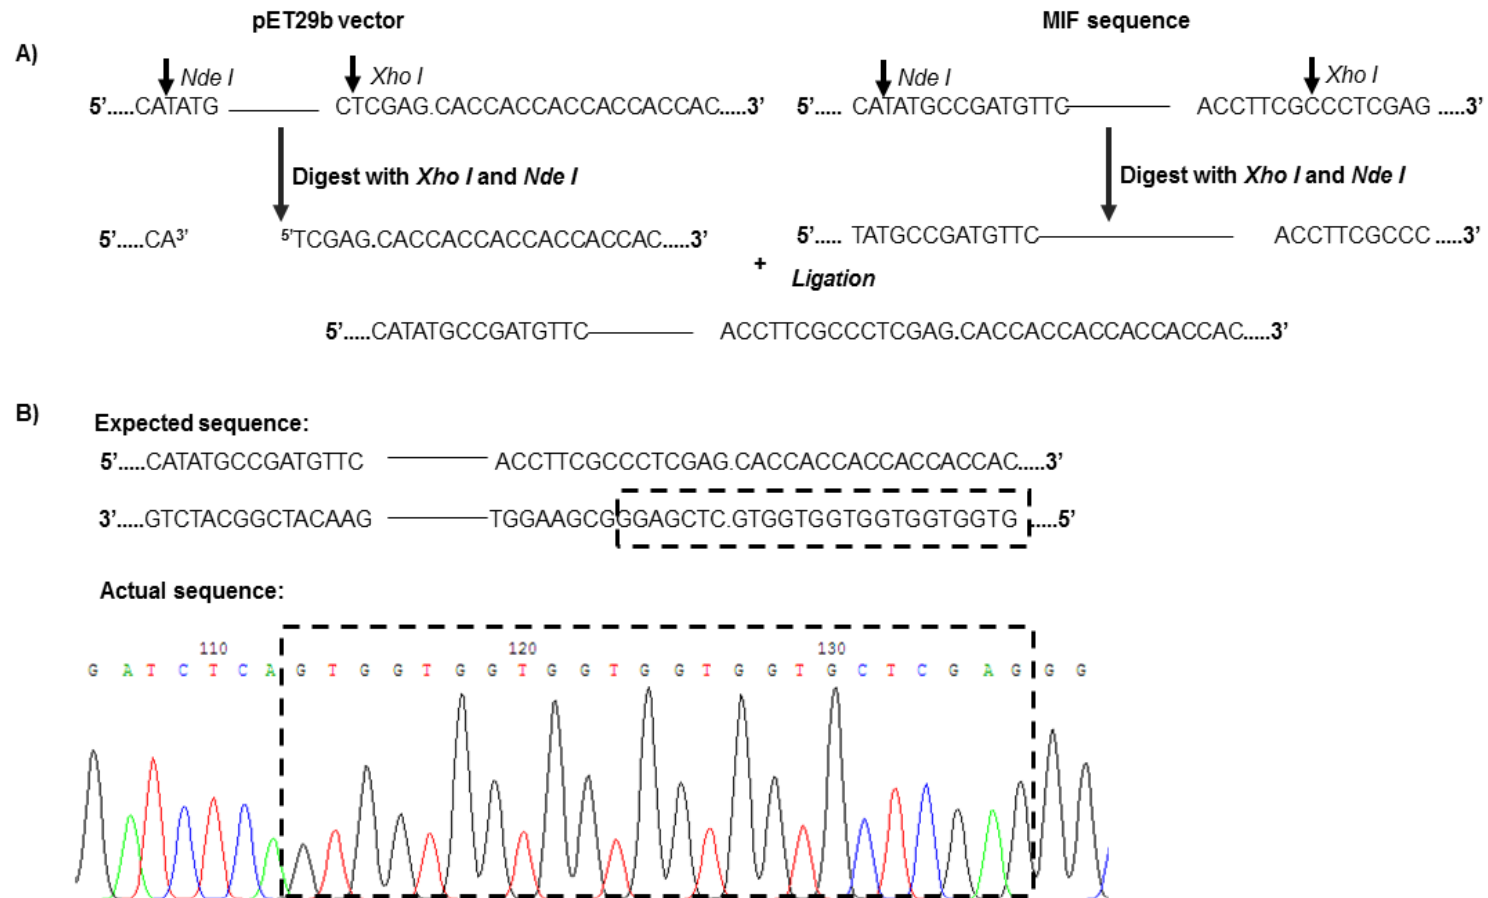 pET29b vector MIF sequence
A)
Nde I Xho I Nde I Xho I
5’.....CATATG CTCGAG.CACCACCACCACCACCAC.....3’ 5’..... CATATGCCGATGTTC ACCTTCGCCCTCGAG .....3’
Digest with Xho I and Nde I Digest with Xho I and Nde I
5’.....CA3’ 5’TCGAG.CACCACCACCACCACCAC.....3’ 5’..... TATGCCGATGTTC ACCTTCGCCC.....3’
+
Ligation
5’.....CATATGCCGATGTTC ACCTTCGCCCTCGAG.CACCACCACCACCACCAC.....3’
B)
Expected sequence:
5’.....CATATGCCGATGTTC ACCTTCGCCCTCGAG.CACCACCACCACCACCAC.....3’
3’.....GTCTACGGCTACAAG TGGAAGCGGGAGCTC.GTGGTGGTGGTGGTGGTG.....5’
Actual sequence:
110 120 130
G A T C T C A G T G G T G G T G G T G G T G G T G C T C G A G G G